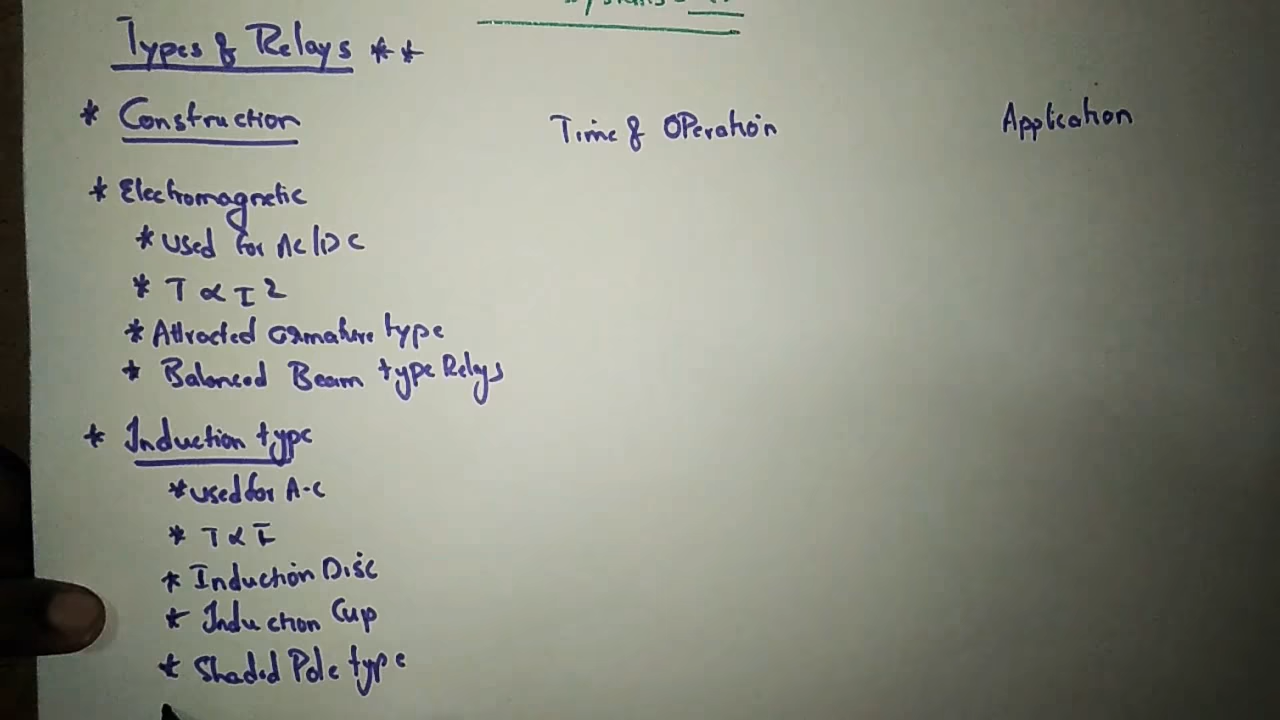 Types of Relays **
* Construction
Time of Operation
Application
* Electromagnetic
* used for AC/DC
* T ∝ I 2
* Attracted armature type
* Balanced Beam type Relays
* Induction type
* used for A-C
* T ∝ I
* Induction Disc
* Induction Cup
* Shaded Pole type